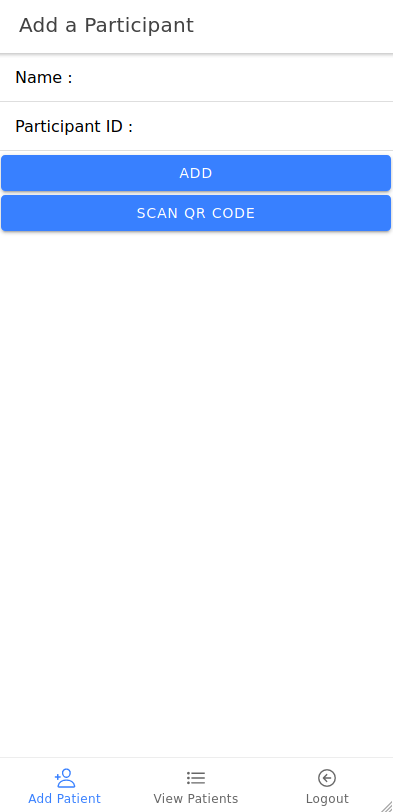 Add a Participant
Name :
Participant ID :
ADD
SCAN QR CODE
Add Patient
View Patients
Logout